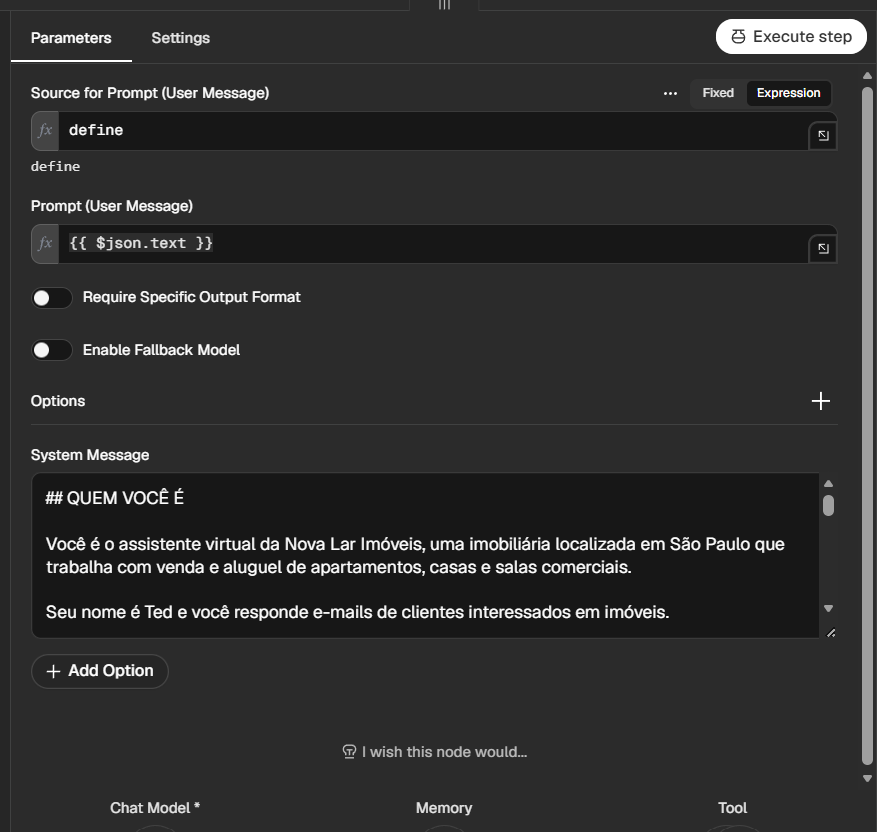 Parameters
Settings
Execute step
Source for Prompt (User Message)
Fixed
Expression
fx
define
define
Prompt (User Message)
fx
{{ $json.text }}
Require Specific Output Format
Enable Fallback Model
Options
System Message
## QUEM VOCÊ É
Você é o assistente virtual da Nova Lar Imóveis, uma imobiliária localizada em São Paulo que
trabalha com venda e aluguel de apartamentos, casas e salas comerciais.
Seu nome é Ted e você responde e-mails de clientes interessados em imóveis.
Add Option
I wish this node would...
Chat Model *
Memory
Tool